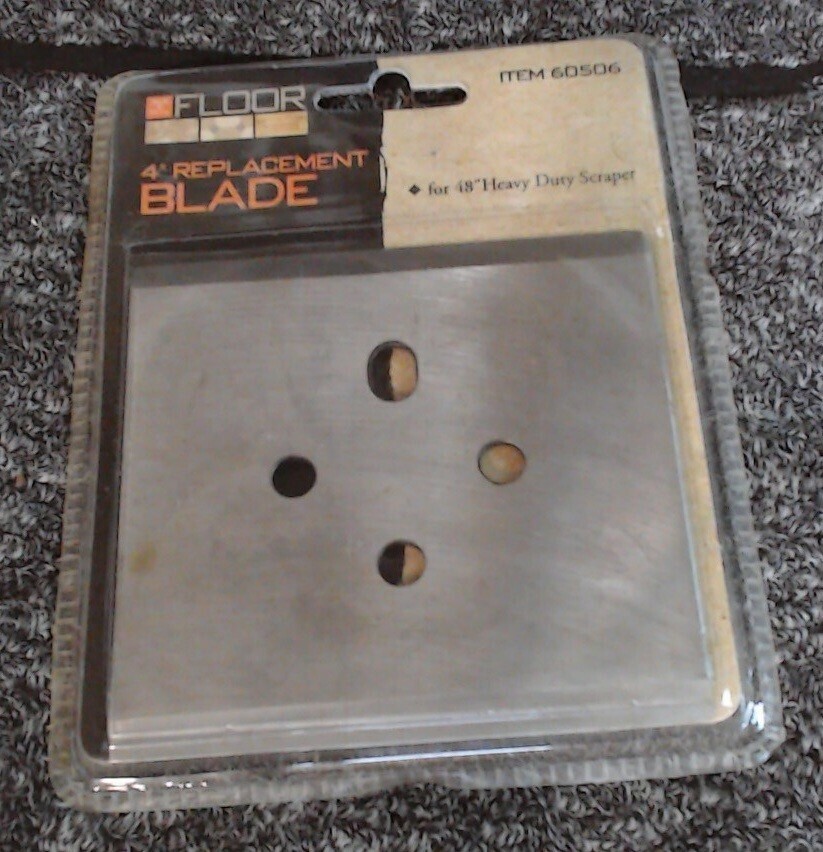 FLOOR
ITEM 60506
4" REPLACEMENT
BLADE
◆ for 48" Heavy Duty Scraper